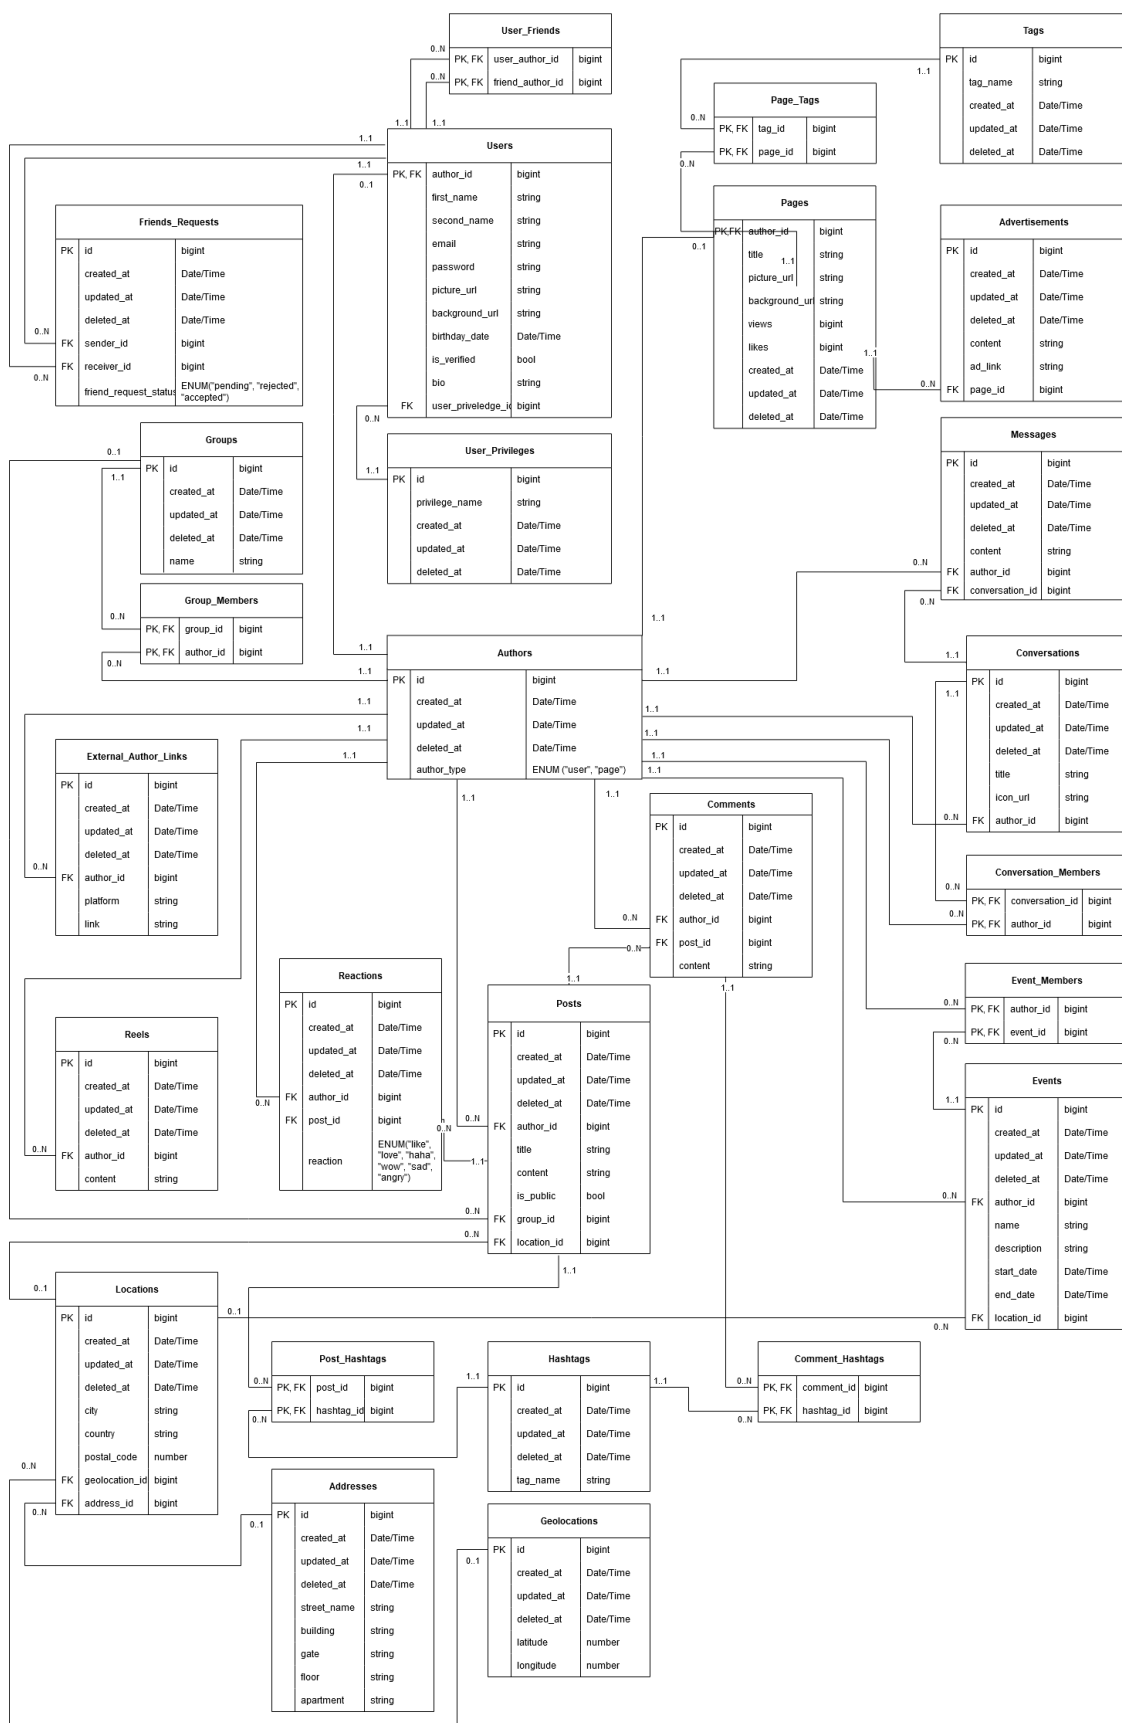 User_Friends
PK, FK user_author_id bigint
PK, FK friend_author_id bigint
0..N
0..N
1..1
1..1
Tags
PK id bigint
tag_name string
created_at Date/Time
updated_at Date/Time
deleted_at Date/Time
1..1
Page_Tags
PK, FK tag_id bigint
PK, FK page_id bigint
0..N
0..N
Users
PK, FK author_id bigint
first_name string
second_name string
email string
password string
picture_url string
background_url string
birthday_date Date/Time
is_verified bool
bio string
FK user_priveledge_id bigint
1..1
1..1
0..1
0..N
Pages
PK,FK author_id bigint
title string
picture_url string
background_url string
views bigint
likes bigint
created_at Date/Time
updated_at Date/Time
deleted_at Date/Time
0..1
1..1
1..1
Friends_Requests
PK id bigint
created_at Date/Time
updated_at Date/Time
deleted_at Date/Time
FK sender_id bigint
FK receiver_id bigint
friend_request_status ENUM("pending", "rejected",
"accepted")
0..N
0..N
Advertisements
PK id bigint
created_at Date/Time
updated_at Date/Time
deleted_at Date/Time
content string
ad_link string
FK page_id bigint
0..N
Groups
PK id bigint
created_at Date/Time
updated_at Date/Time
deleted_at Date/Time
name string
0..1
1..1
User_Privileges
PK id bigint
privilege_name string
created_at Date/Time
updated_at Date/Time
deleted_at Date/Time
1..1
Messages
PK id bigint
created_at Date/Time
updated_at Date/Time
deleted_at Date/Time
content string
FK author_id bigint
FK conversation_id bigint
0..N
0..N
Group_Members
PK, FK group_id bigint
PK, FK author_id bigint
0..N
0..N
Authors
PK id bigint
created_at Date/Time
updated_at Date/Time
deleted_at Date/Time
author_type ENUM ("user", "page")
1..1
1..1
1..1
1..1
1..1
1..1
1..1
1..1
1..1
1..1
1..1
1..1
1..1
Conversations
PK id bigint
created_at Date/Time
updated_at Date/Time
deleted_at Date/Time
title string
icon_url string
FK author_id bigint
1..1
1..1
0..N
External_Author_Links
PK id bigint
created_at Date/Time
updated_at Date/Time
deleted_at Date/Time
FK author_id bigint
platform string
link string
0..N
Comments
PK id bigint
created_at Date/Time
updated_at Date/Time
deleted_at Date/Time
FK author_id bigint
FK post_id bigint
content string
0..N
0..N
1..1
Conversation_Members
PK, FK conversation_id bigint
PK, FK author_id bigint
0..N
0..N
Reactions
PK id bigint
created_at Date/Time
updated_at Date/Time
deleted_at Date/Time
FK author_id bigint
FK post_id bigint
reaction ENUM("like",
"love", "haha",
"wow", "sad",
"angry")
0..N
0..N
Event_Members
PK, FK author_id bigint
PK, FK event_id bigint
0..N
0..N
Posts
PK id bigint
created_at Date/Time
updated_at Date/Time
deleted_at Date/Time
FK author_id bigint
title string
content string
is_public bool
FK group_id bigint
FK location_id bigint
1..1
0..N
1..1
0..N
0..N
1..1
Reels
PK id bigint
created_at Date/Time
updated_at Date/Time
deleted_at Date/Time
FK author_id bigint
content string
0..N
Events
PK id bigint
created_at Date/Time
updated_at Date/Time
deleted_at Date/Time
FK author_id bigint
name string
description string
start_date Date/Time
end_date Date/Time
FK location_id bigint
1..1
0..N
0..N
Locations
PK id bigint
created_at Date/Time
updated_at Date/Time
deleted_at Date/Time
city string
country string
postal_code number
FK geolocation_id bigint
FK address_id bigint
0..1
0..1
0..N
0..N
Post_Hashtags
PK, FK post_id bigint
PK, FK hashtag_id bigint
0..N
0..N
Hashtags
PK id bigint
created_at Date/Time
updated_at Date/Time
deleted_at Date/Time
tag_name string
1..1
1..1
Comment_Hashtags
PK, FK comment_id bigint
PK, FK hashtag_id bigint
0..N
0..N
Addresses
PK id bigint
created_at Date/Time
updated_at Date/Time
deleted_at Date/Time
street_name string
building string
gate string
floor string
apartment string
0..1
Geolocations
PK id bigint
created_at Date/Time
updated_at Date/Time
deleted_at Date/Time
latitude number
longitude number
0..1